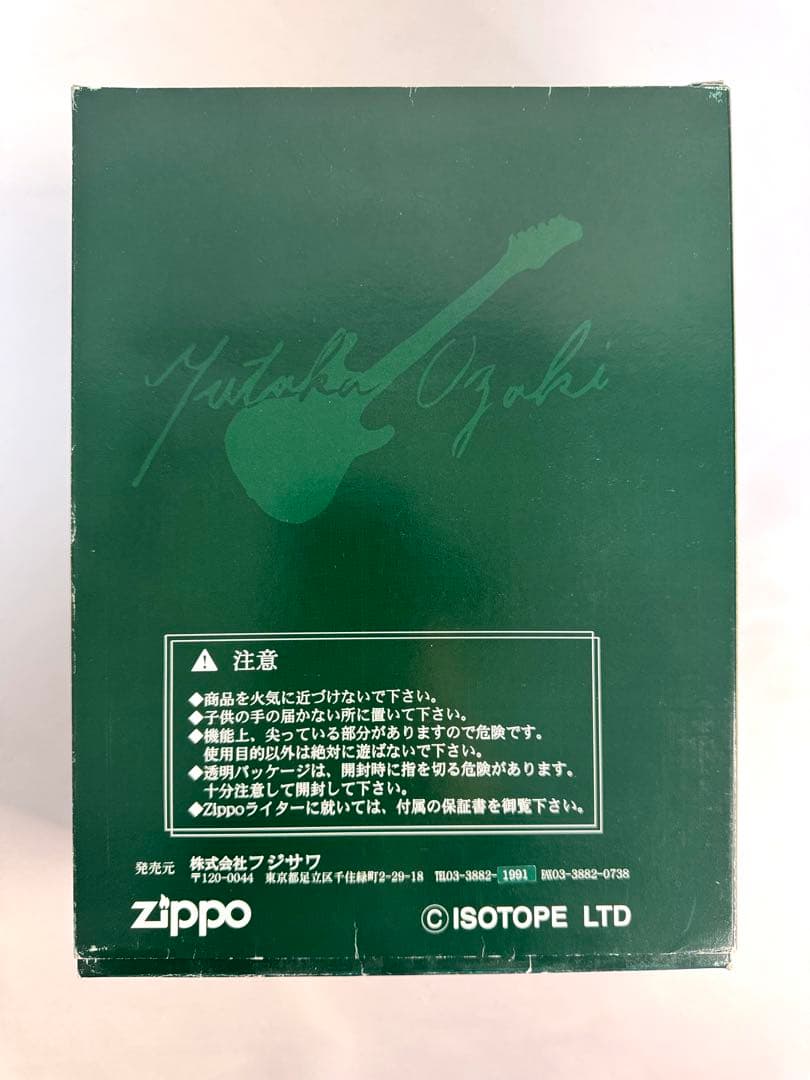 Yutaka Ozaki
⚠ 注意
◆商品を火気に近づけないで下さい。
◆子供の手の届かない所に置いて下さい。
◆機能上、尖っている部分がありますので危険です。
使用目的以外は絶対に遊ばないで下さい。
◆透明パッケージは、開封時に指を切る危険があります。
十分注意して開封して下さい。
◆Zippoライターに就いては、付属の保証書を御覧下さい。
発売元 株式会社フジサワ
〒120-0044 東京都足立区千住緑町2-29-18 ℡03-3882-1991 FAX03-3882-0738
zippo ©ISOTOPE LTD